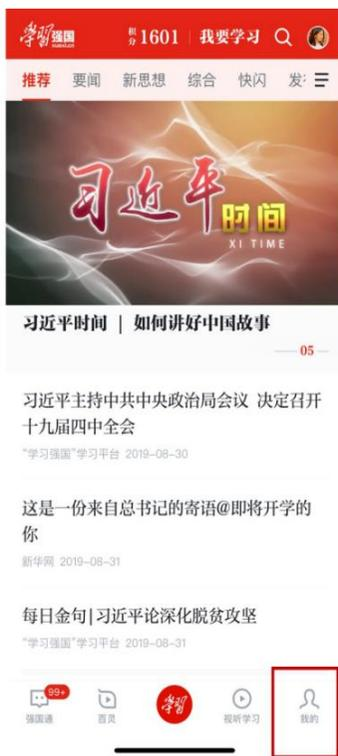 学习强国
xuexi.cn
积分 1601 | 我要学习
推荐 要闻 新思想 综合 快闪 发
习近平时间
XI TIME
习近平时间 | 如何讲好中国故事
05
习近平主持中共中央政治局会议 决定召开
十九届四中全会
“学习强国”学习平台 2019-08-30
这是一份来自总书记的寄语@即将开学的
你
新华网 2019-08-31
每日金句|习近平论深化脱贫攻坚
“学习强国”学习平台 2019-08-31
99+
强国通 百灵 学习 视听学习 我的